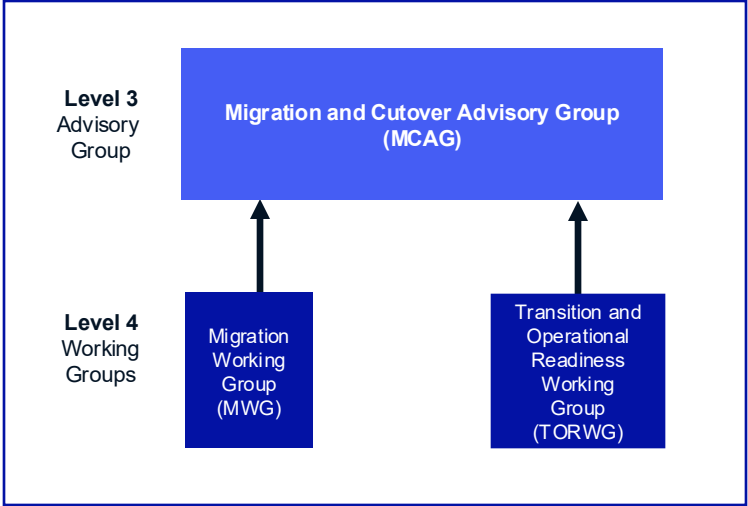 Level 3
Advisory
Group
Migration and Cutover Advisory Group
(MCAG)
Level 4
Working
Groups
Migration
Working
Group
(MWG)
Transition and
Operational
Readiness
Working
Group
(TORWG)